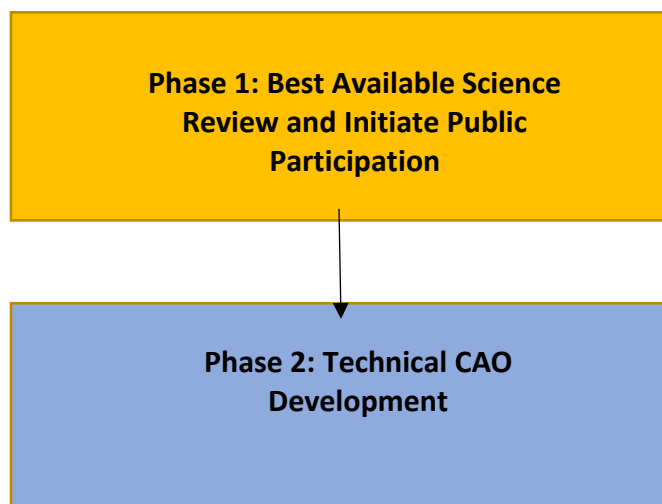 Phase 1: Best Available Science
Review and Initiate Public
Participation
Phase 2: Technical CAO
Development